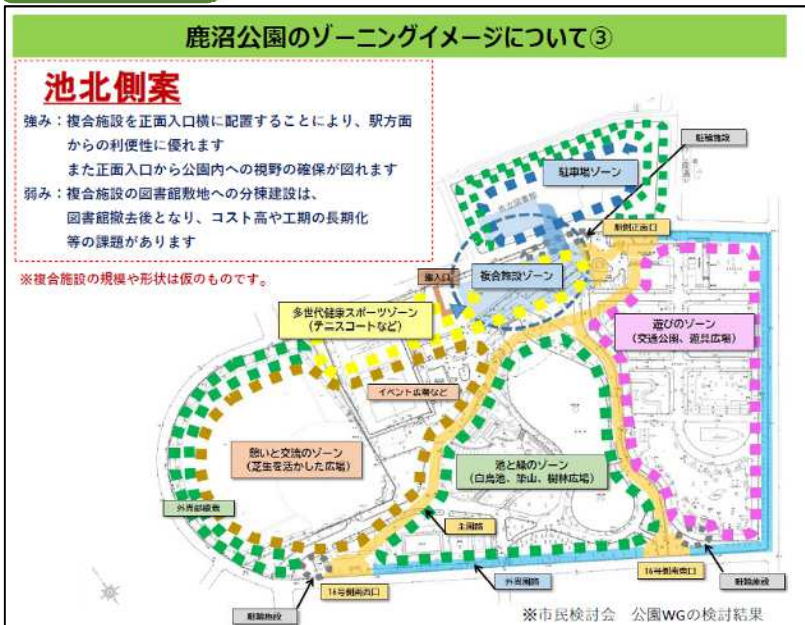 鹿沼公園のゾーニングイメージについて③
池北側案
強み：複合施設を正面入口横に配置することにより、駅方面
からの利便性に優れます
また正面入口から公園内への視野の確保が図れます
弱み：複合施設の図書館敷地への分棟建設は、
図書館撤去後となり、コスト高や工期の長期化
等の課題があります
※複合施設の規模や形状は仮のものです。
駐輪施設
駐車場ゾーン
市立図書館
駅側正面口
複合施設ゾーン
多世代健康スポーツゾーン
（テニスコートなど）
遊びのゾーン
（交通公園、遊具広場）
イベント広場など
憩いと交流のゾーン
（芝生を活かした広場）
池と緑のゾーン
（白鳥池、築山、樹林広場）
外周部緑地
主園路
16号側南西口
外周園路
16号側南東口
駐輪施設
駐輪施設
※市民検討会　公園WGの検討結果